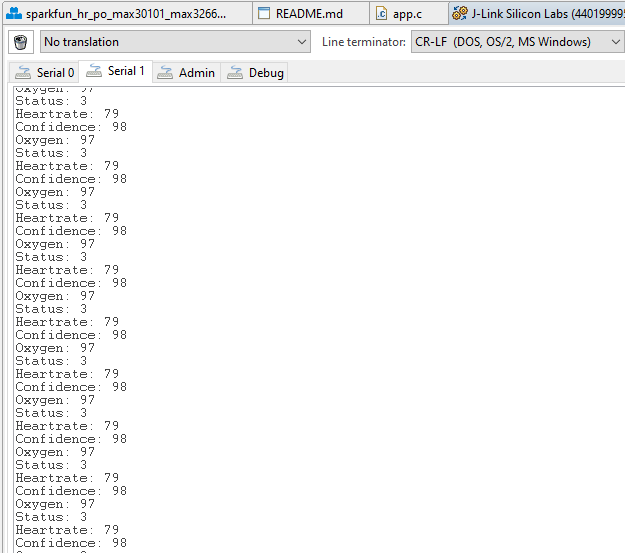 sparkfun_hr_po_max30101_max3266...
README.md
app.c
J-Link Silicon Labs (440199995
No translation
Line terminator:
CR-LF (DOS, OS/2, MS Windows)
Serial 0
Serial 1
Admin
Debug
Oxygen: 97
Status: 3
Heartrate: 79
Confidence: 98
Oxygen: 97
Status: 3
Heartrate: 79
Confidence: 98
Oxygen: 97
Status: 3
Heartrate: 79
Confidence: 98
Oxygen: 97
Status: 3
Heartrate: 79
Confidence: 98
Oxygen: 97
Status: 3
Heartrate: 79
Confidence: 98
Oxygen: 97
Status: 3
Heartrate: 79
Confidence: 98
Oxygen: 97
Status: 3
Heartrate: 79
Confidence: 98
Oxygen: 97
Status: 3
Heartrate: 79
Confidence: 98
Oxygen: 97
Status: 3
Heartrate: 79
Confidence: 98